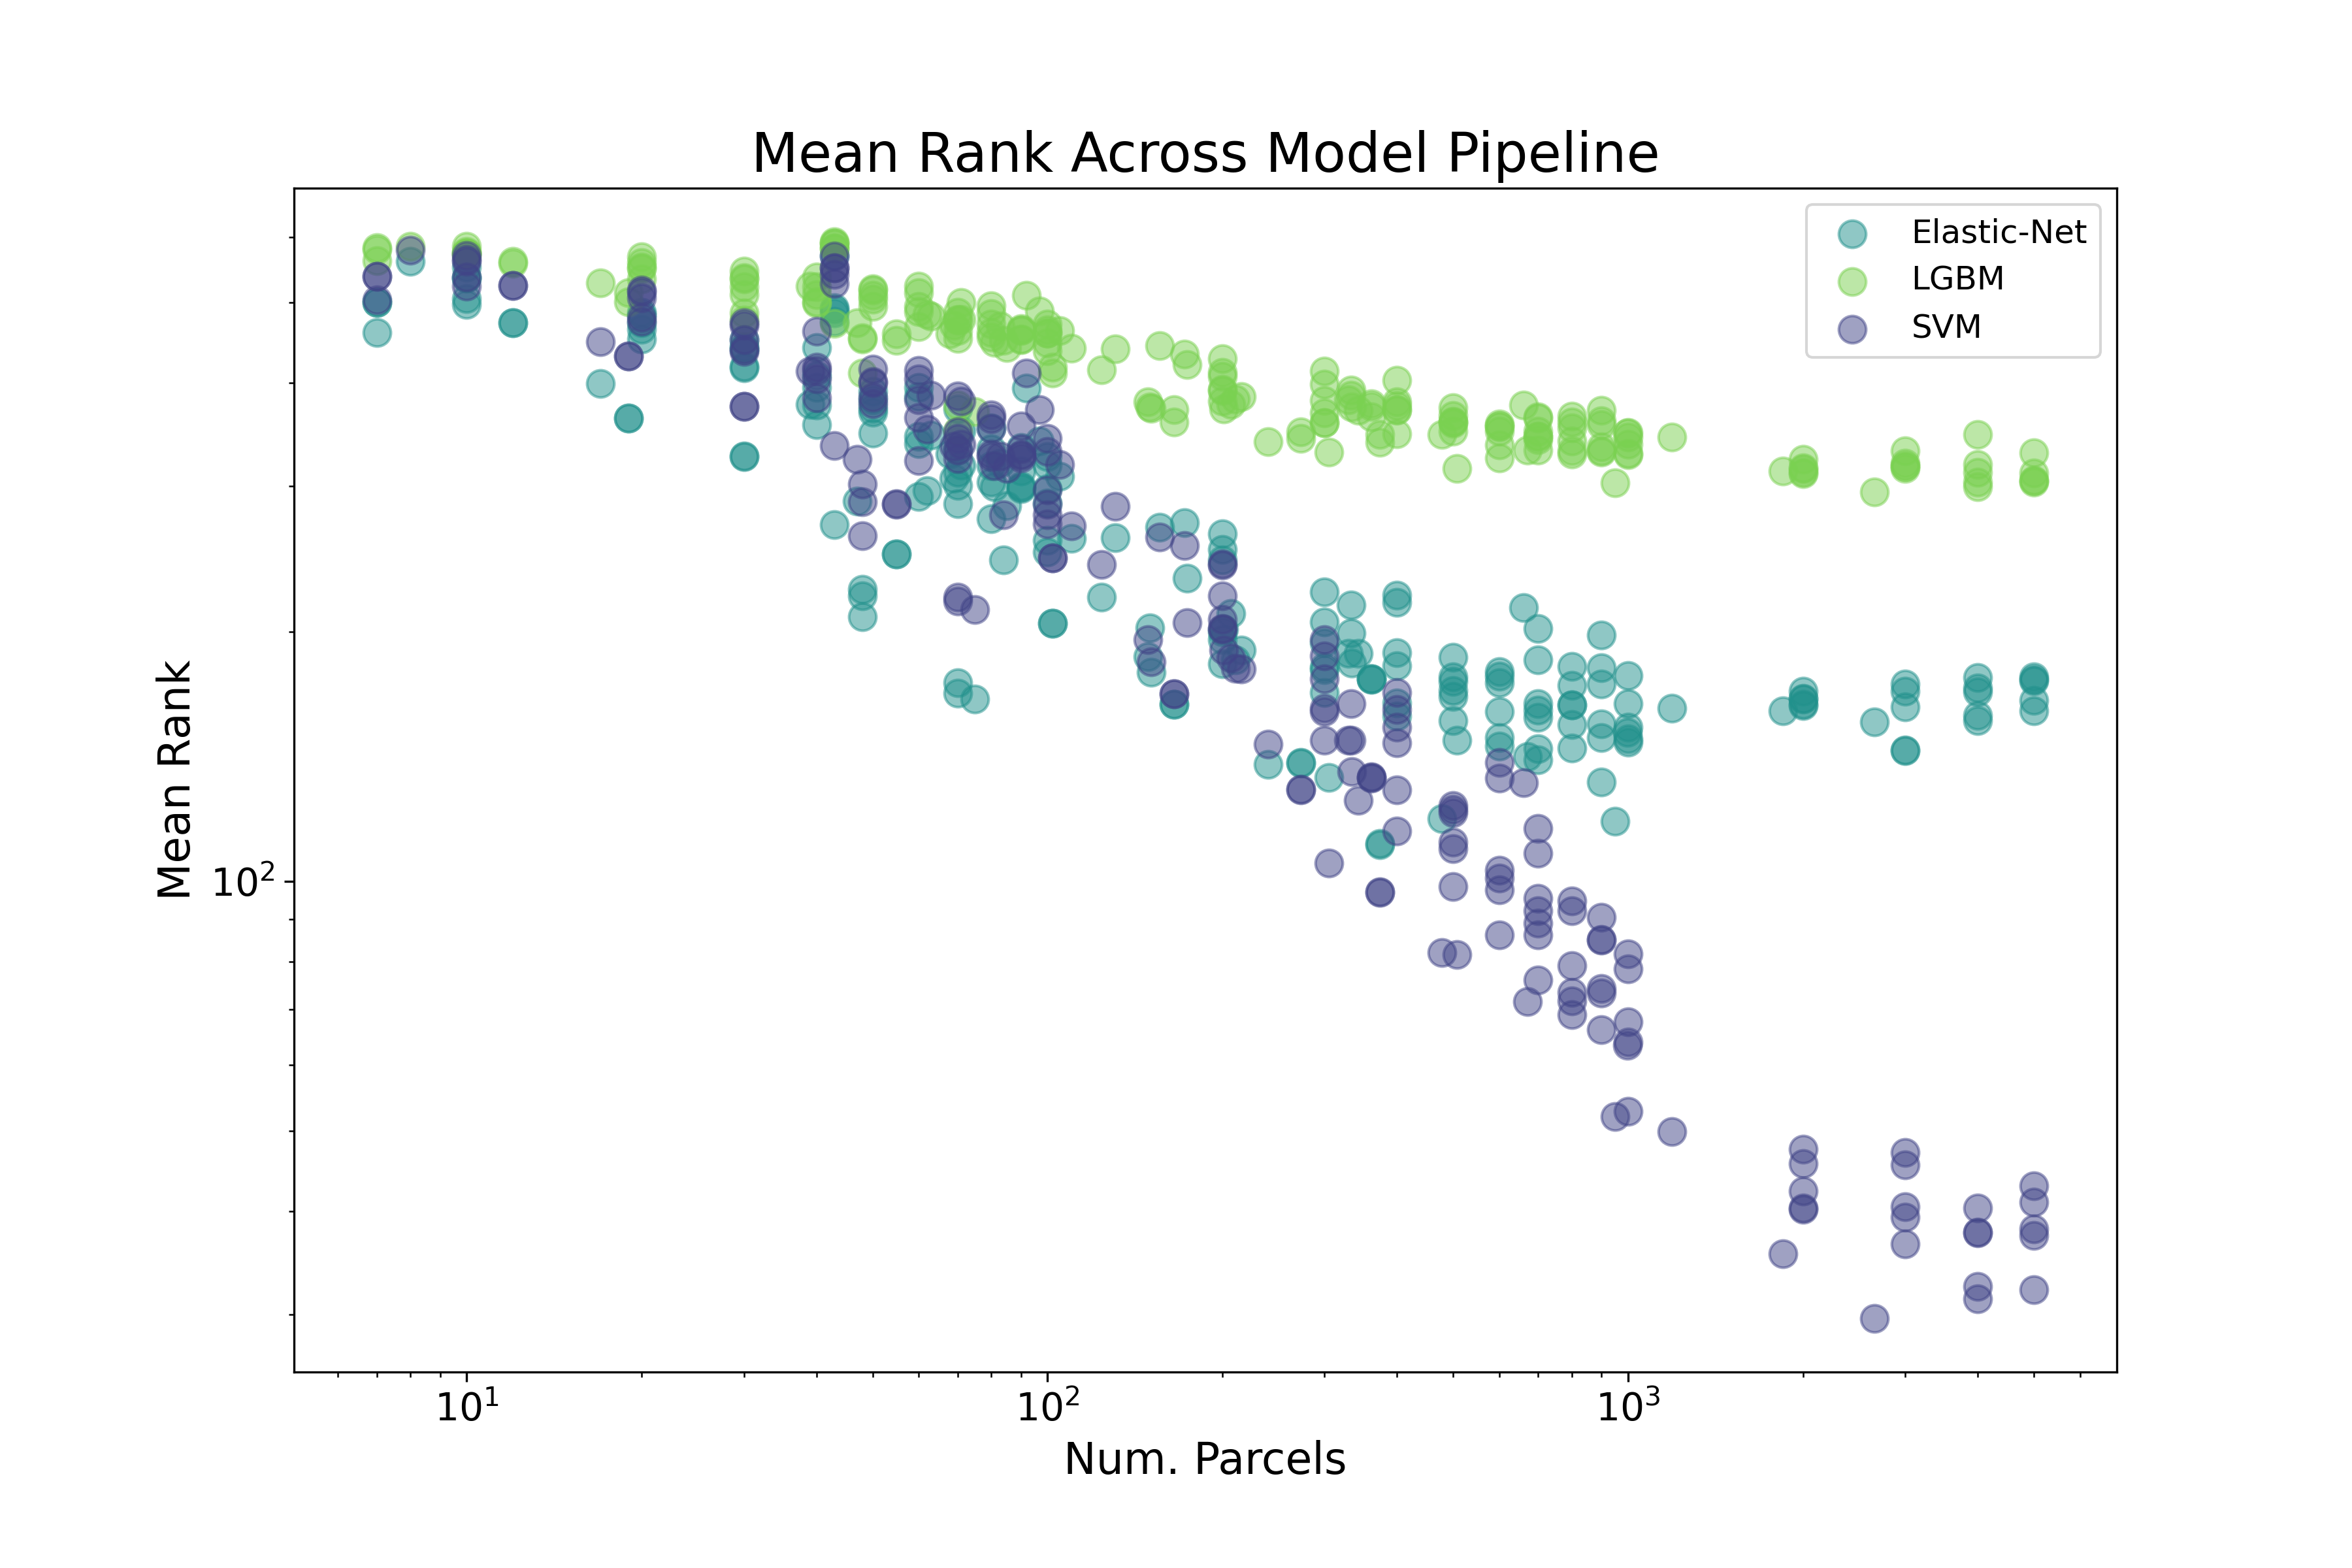 Mean Rank Across Model Pipeline
Elastic-Net
LGBM
SVM
Mean Rank
10²
10¹
10²
10³
Num. Parcels